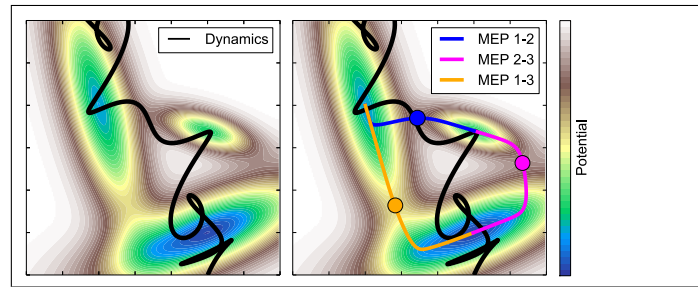 Dynamics
MEP 1-2
MEP 2-3
MEP 1-3
Potential